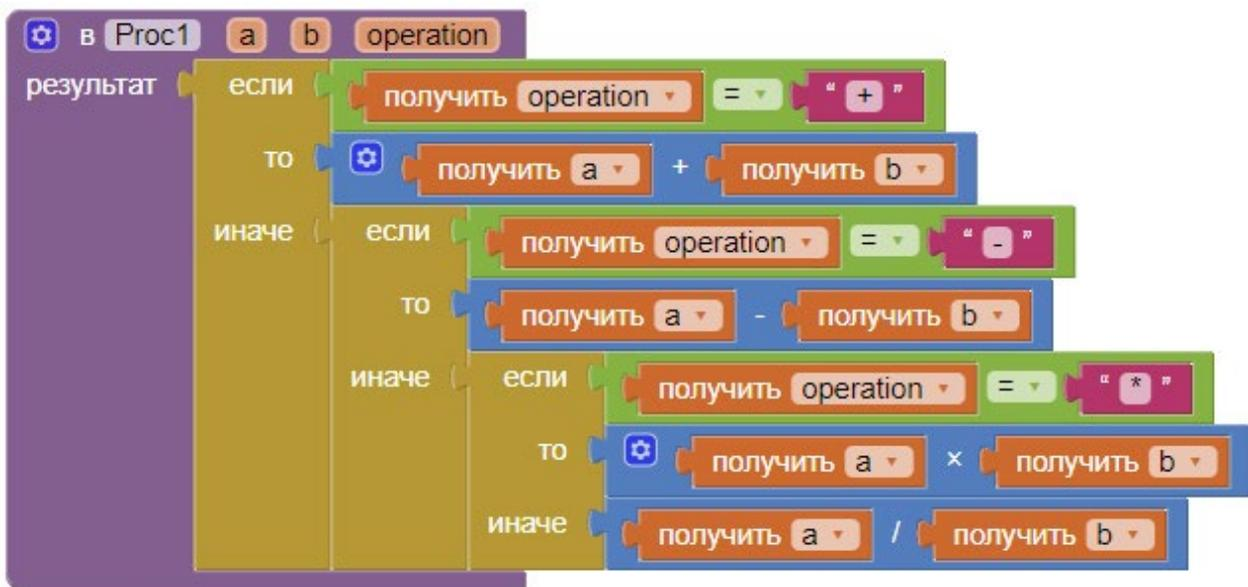 в Proc1 a b operation
результат если получить operation = " + "
то получить a + получить b
иначе если получить operation = " - "
то получить a - получить b
иначе если получить operation = " * "
то получить a × получить b
иначе получить a / получить b